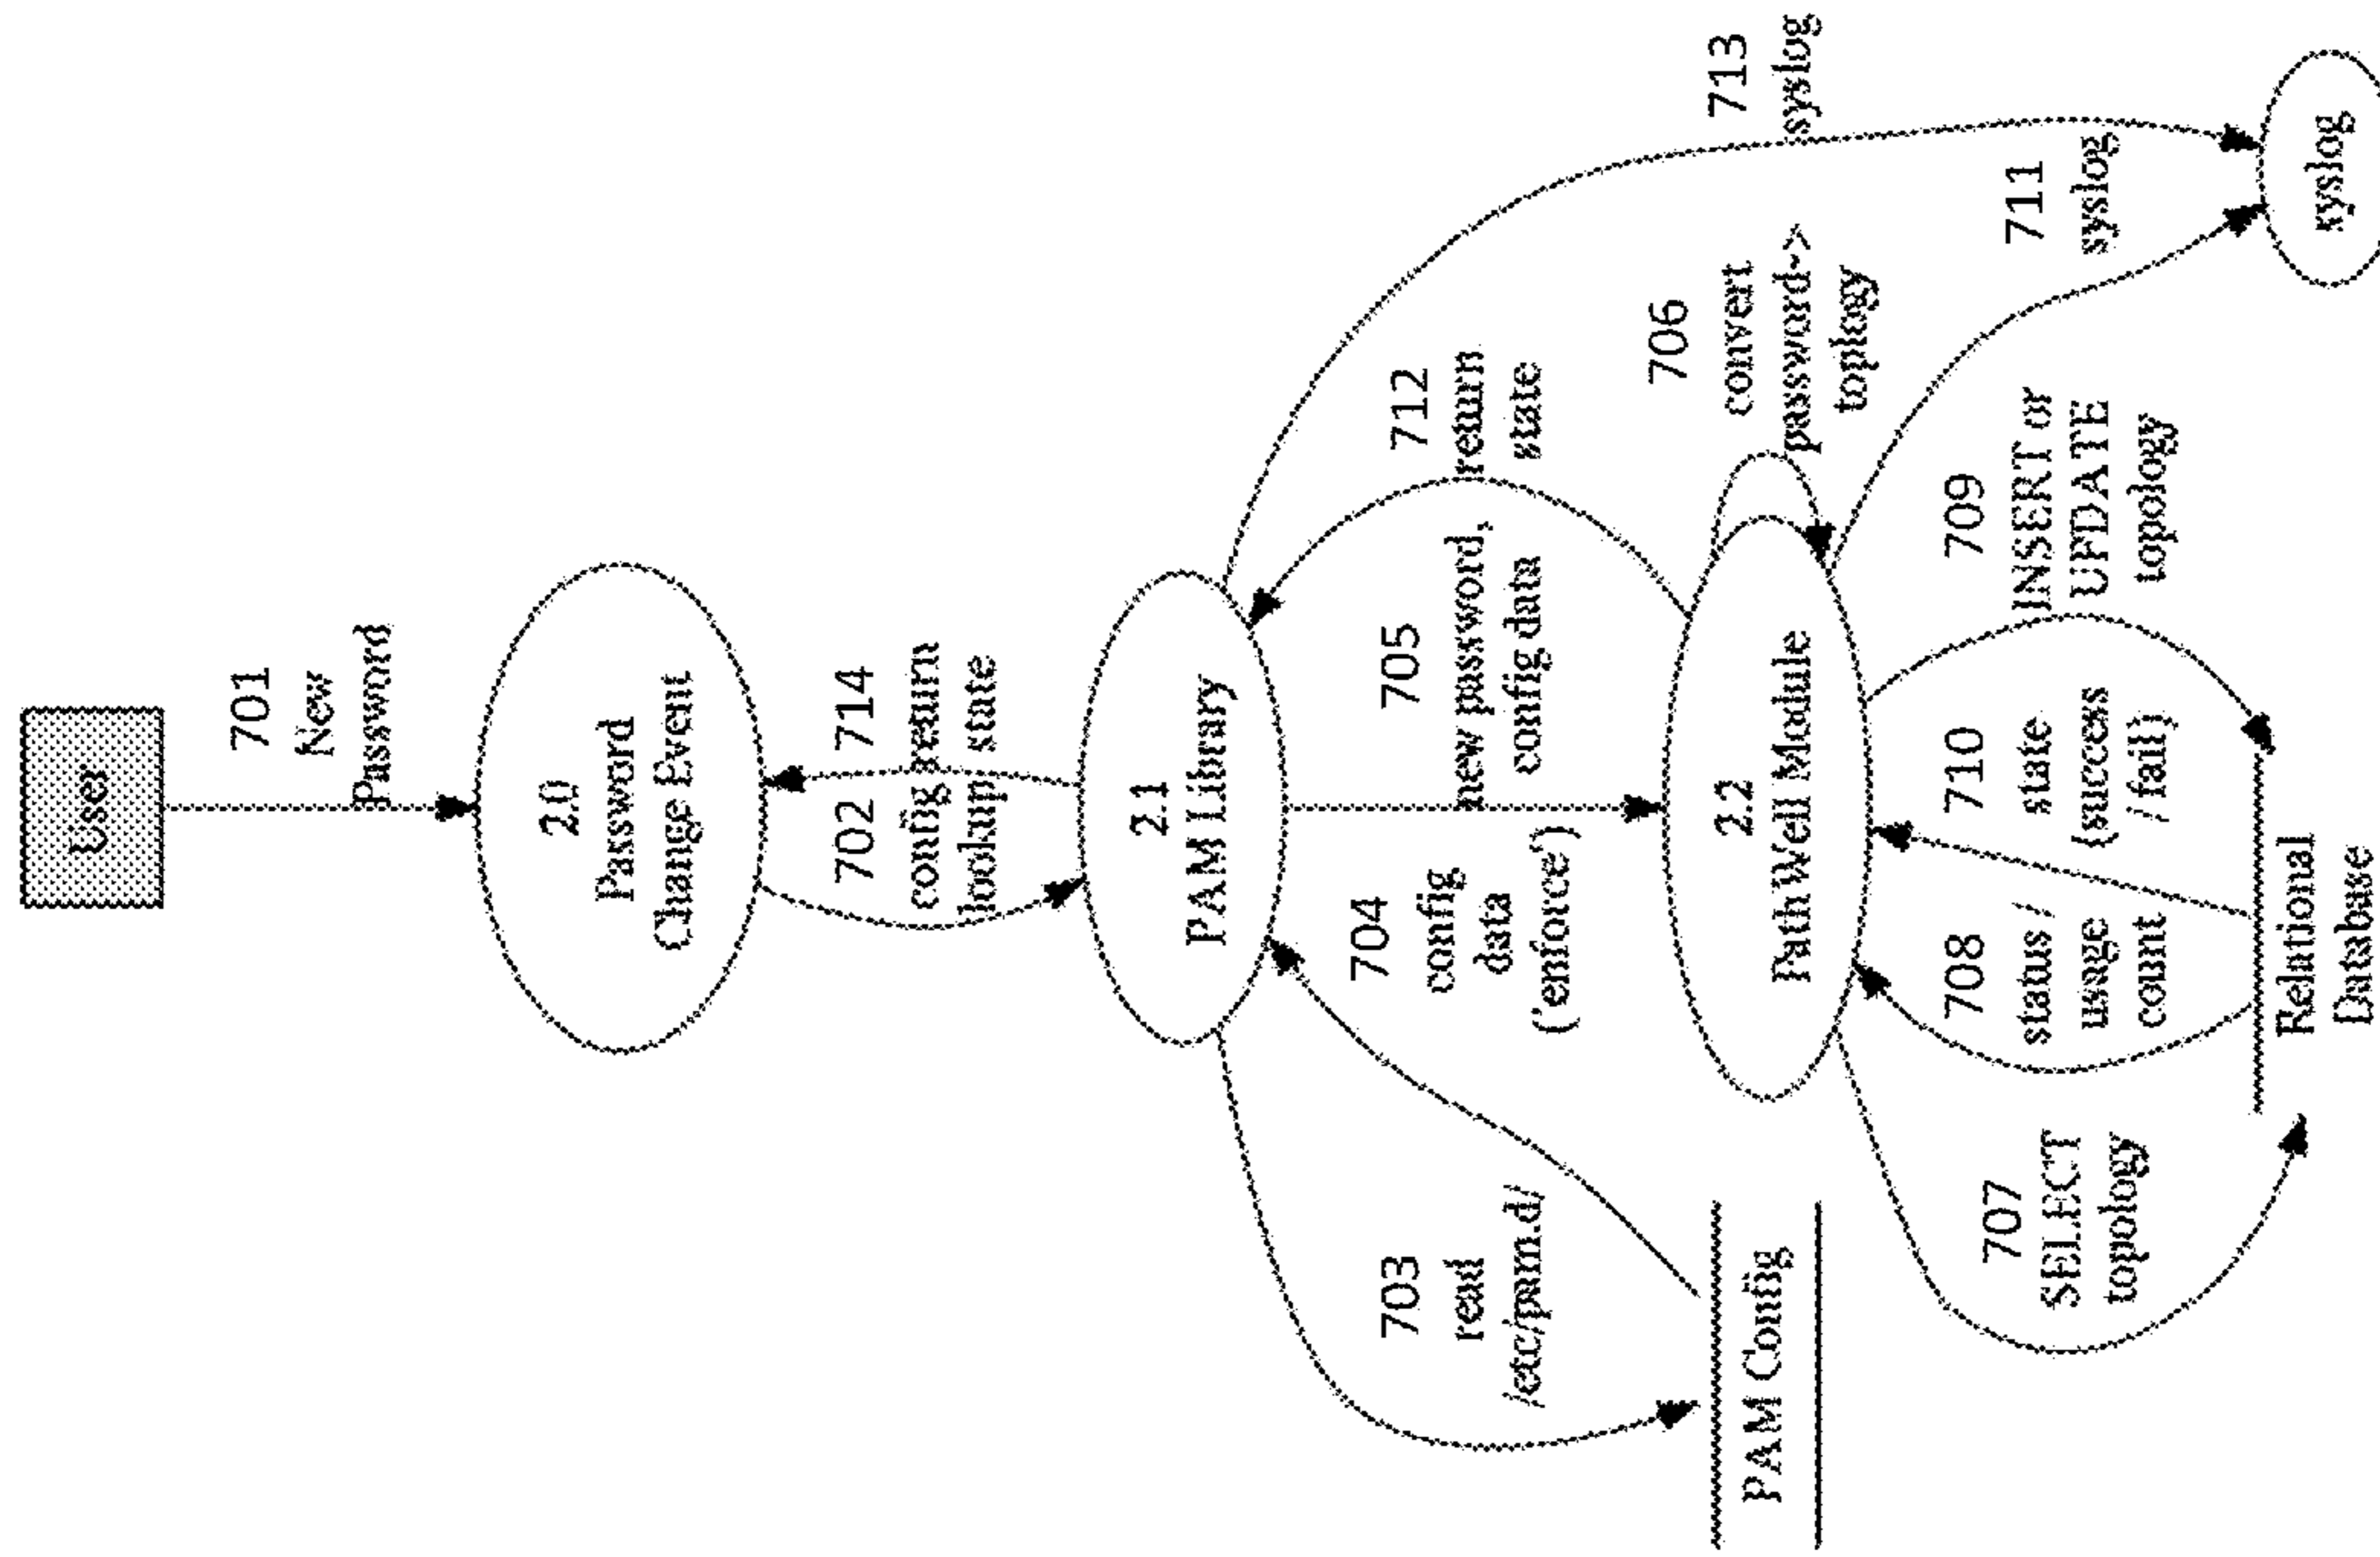 User
701
New
Password
2.0
Password
Change Event
702
config
lookup
714
return
state
2.1
PAM Library
703
read
/etc/pam.d/
704
config
data
('enforce')
705
new password,
config data
712
return
state
713
syslog
PAM Config
2.2
PathWell Module
706
convert
password->
toplogy
707
SELECT
topology
708
status /
usage
count
710
state
(success
/ fail)
709
INSERT or
UPDATE
topology
711
syslog
Relational
Database
syslog